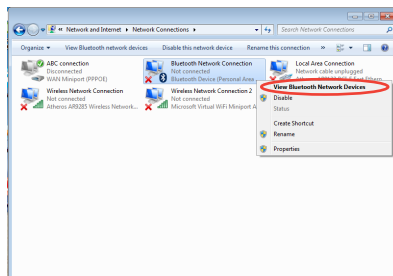 « Network and Internet ▸ Network Connections ▸
Search Network Connections
Organize ▾ View Bluetooth network devices Disable this network device Rename this connection »
ABC connection
Disconnected
WAN Miniport (PPPOE)
Bluetooth Network Connection
Not connected
Bluetooth Device (Personal Area ...
Local Area Connection
Network cable unplugged
Wireless Network Connection
Not connected
Atheros AR9285 Wireless Network...
Wireless Network Connection 2
Not connected
Microsoft Virtual WiFi Miniport A
View Bluetooth Network Devices
Disable
Status
Create Shortcut
Rename
Properties